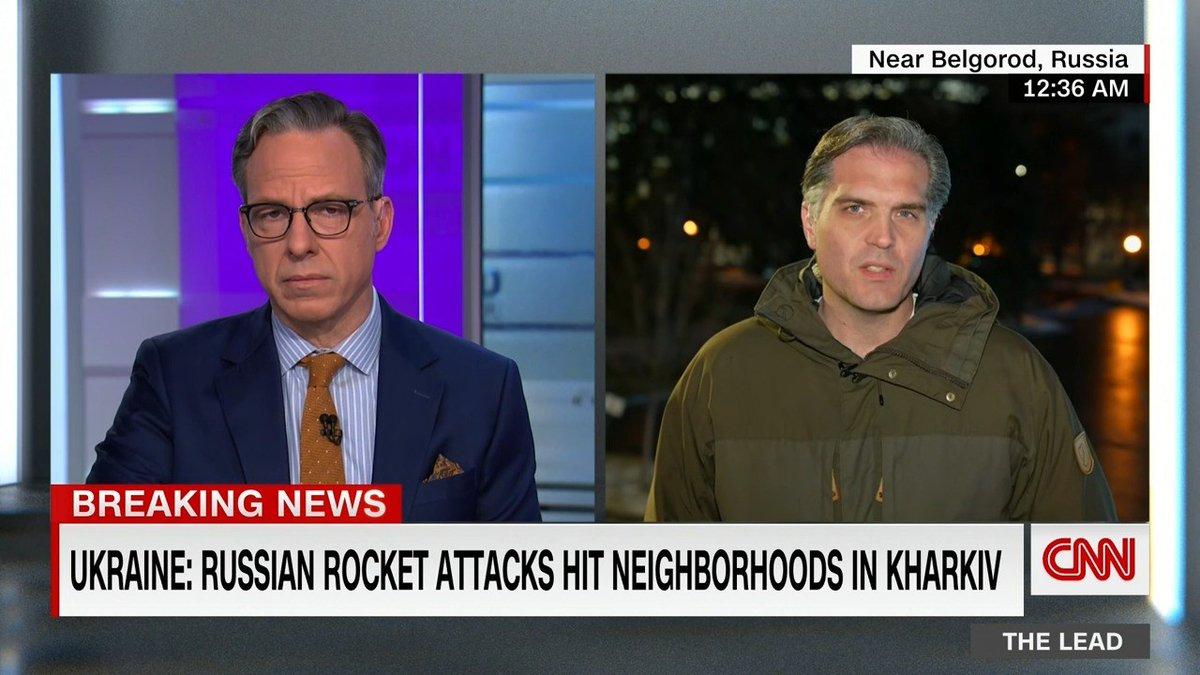 Near Belgorod, Russia
12:36 AM
BREAKING NEWS
UKRAINE: RUSSIAN ROCKET ATTACKS HIT NEIGHBORHOODS IN KHARKIV
CNN
THE LEAD